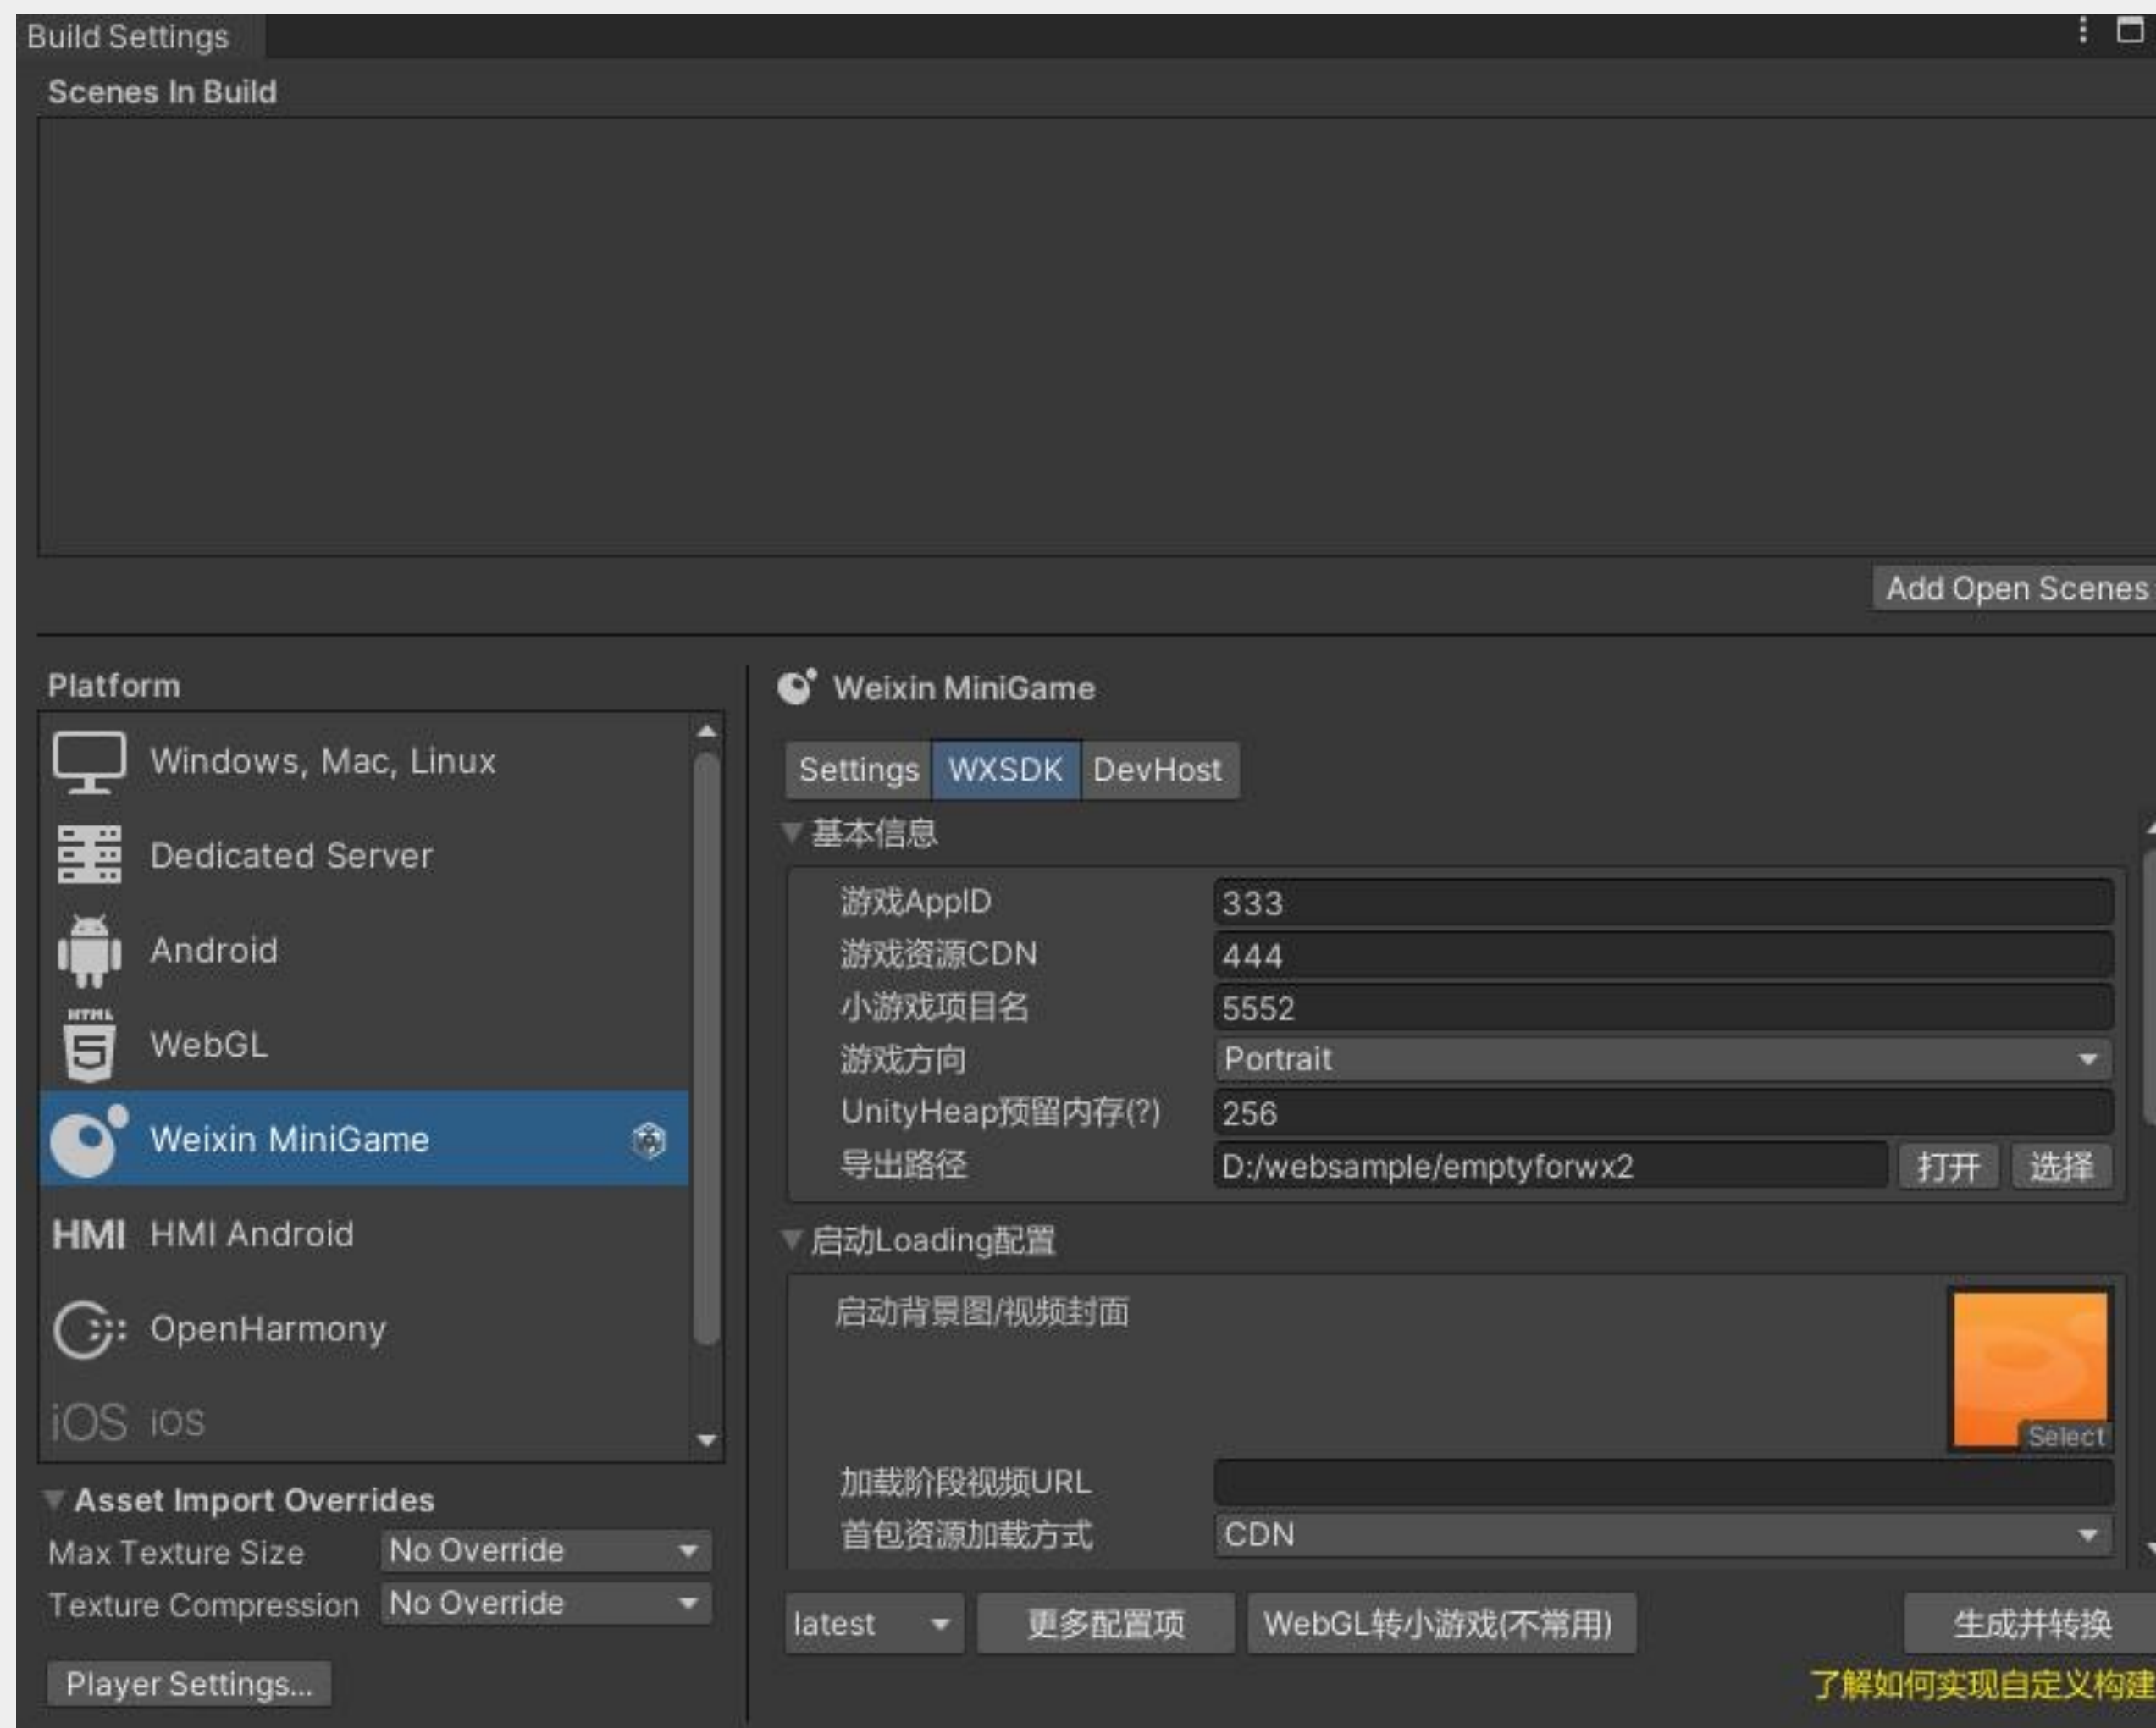 Build Settings
Scenes In Build
Add Open Scenes
Platform
Windows, Mac, Linux
Dedicated Server
Android
HTML
5
WebGL
Weixin MiniGame
HMI HMI Android
OpenHarmony
iOS iOS
Asset Import Overrides
Max Texture Size No Override
Texture Compression No Override
Player Settings...
Weixin MiniGame
Settings WXSDK DevHost
基本信息
游戏AppID 333
游戏资源CDN 444
小游戏项目名 5552
游戏方向 Portrait
UnityHeap预留内存(?) 256
导出路径 D:/websample/emptyforwx2 打开 选择
启动Loading配置
启动背景图/视频封面
Select
加载阶段视频URL
首包资源加载方式 CDN
latest 更多配置项 WebGL转小游戏(不常用) 生成并转换
了解如何实现自定义构建